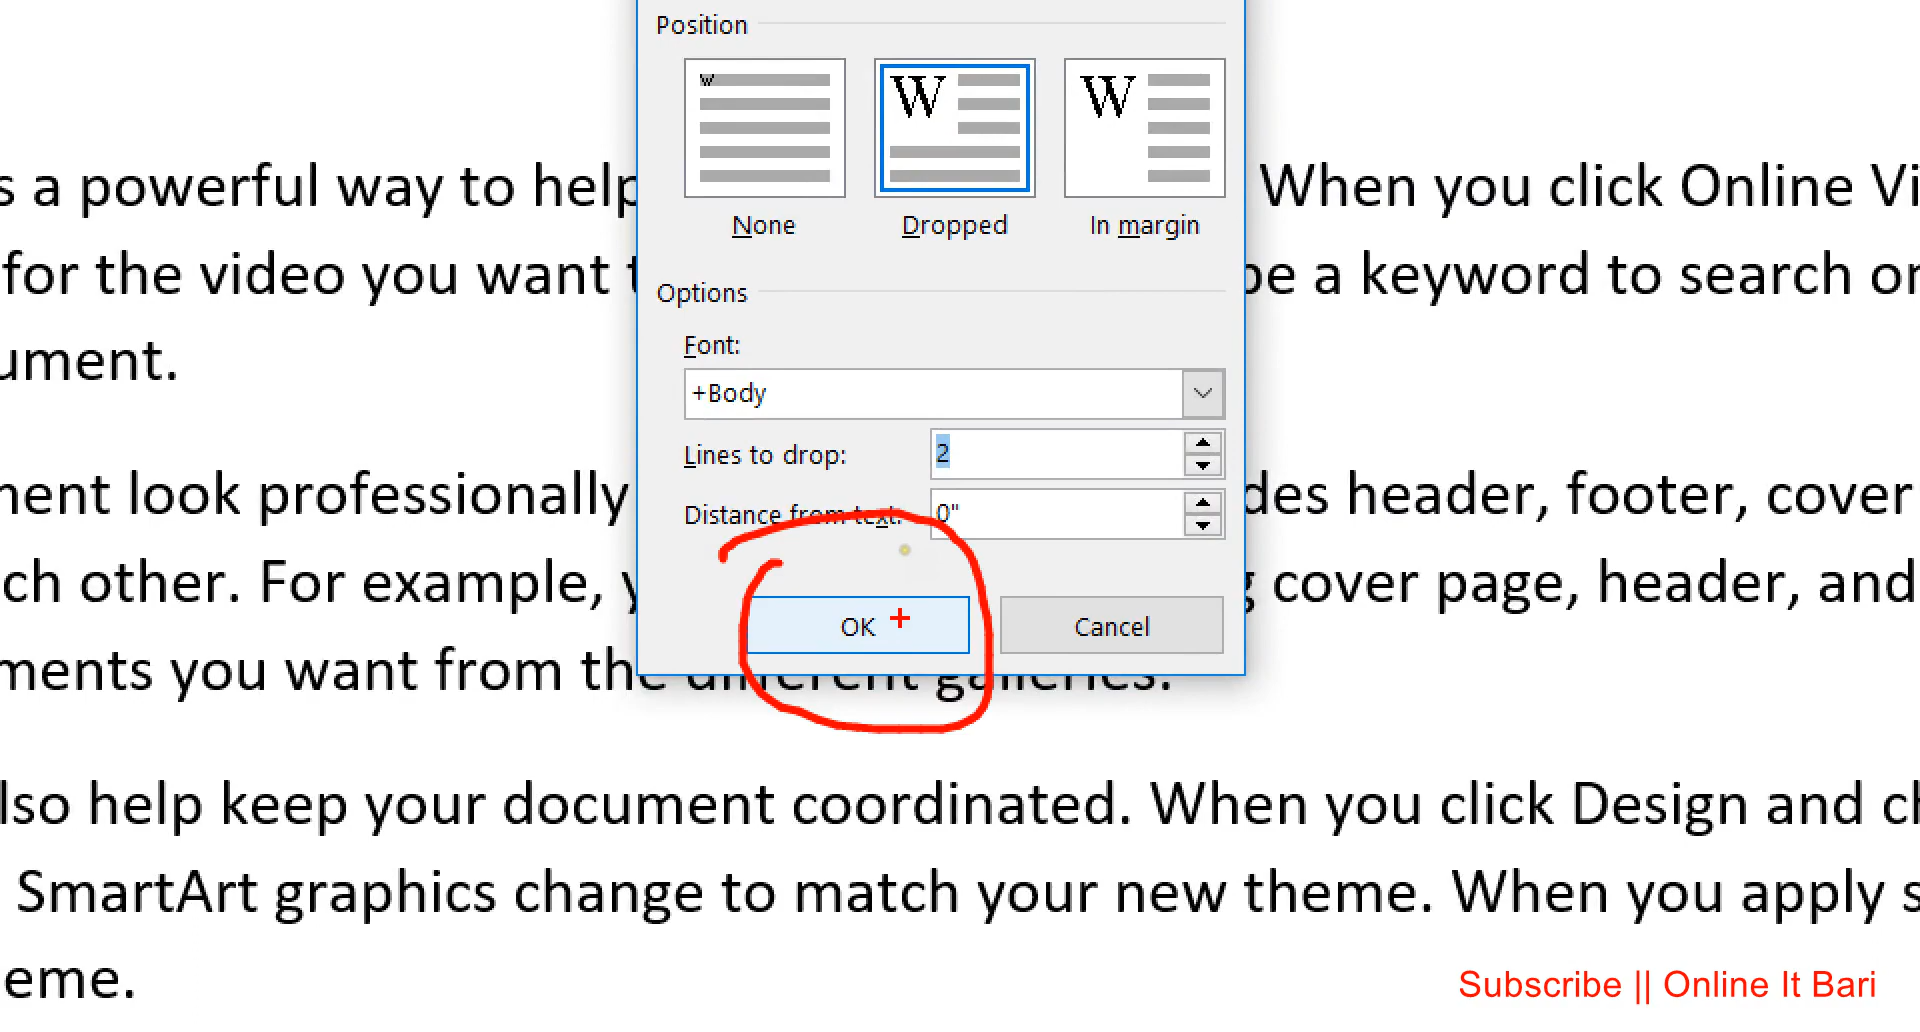 Position
W
W
W
None
Dropped
In margin
s a powerful way to help
When you click Online Vi
for the video you want
be a keyword to search
ument.
Options
Font:
+Body
Lines to drop:
2
Distance from text:
0"
ment look professionally
des header, footer, cover
ch other. For example,
g cover page, header, and
OK
Cancel
ments you want from the different galleries.
lso help keep your document coordinated. When you click Design and ch
SmartArt graphics change to match your new theme. When you apply s
eme.
Subscribe || Online It Bari